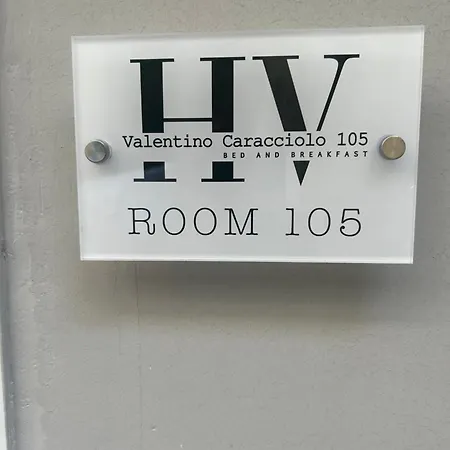 HV
Valentino Caracciolo 105
BED AND BREAKFAST
ROOM 105